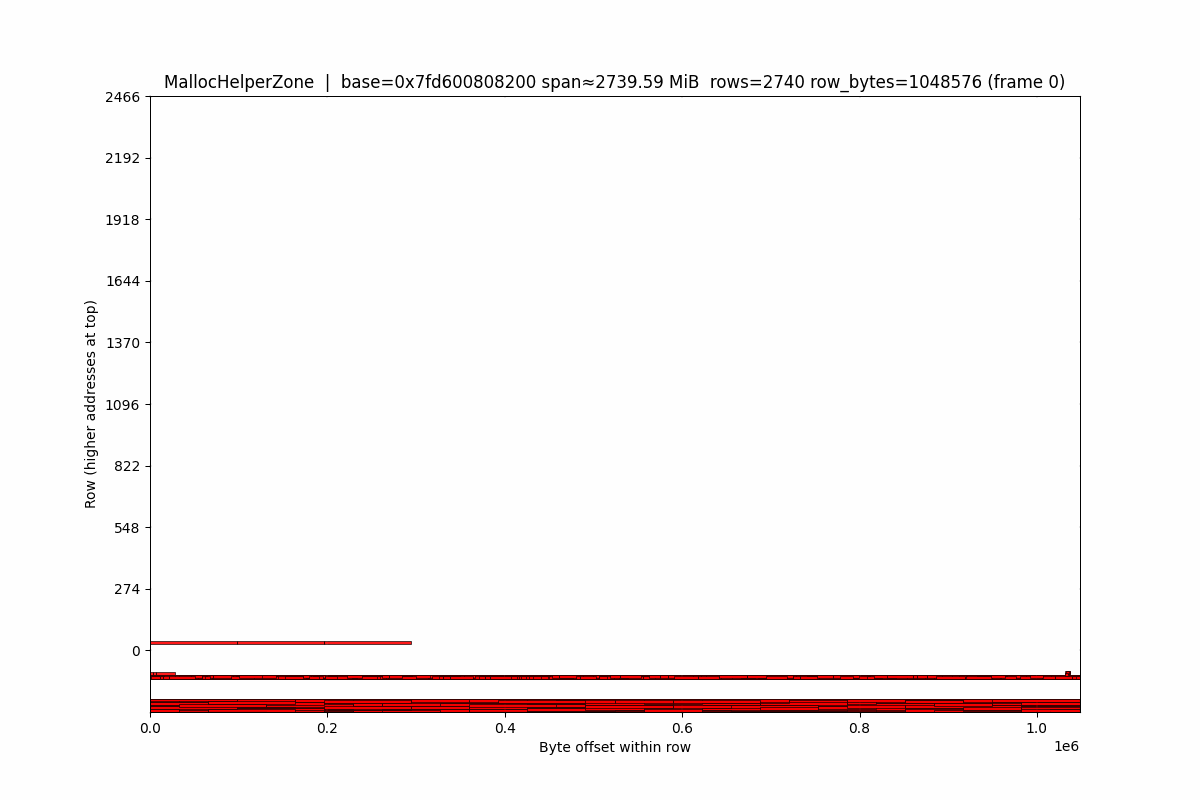 MallocHelperZone | base=0x7fd600808200 span≈2739.59 MiB rows=2740 row_bytes=1048576 (frame 0)
2466
2192
1918
1644
1370
1096
822
548
274
0
Row (higher addresses at top)
0.0 0.2 0.4 0.6 0.8 1.0
1e6
Byte offset within row